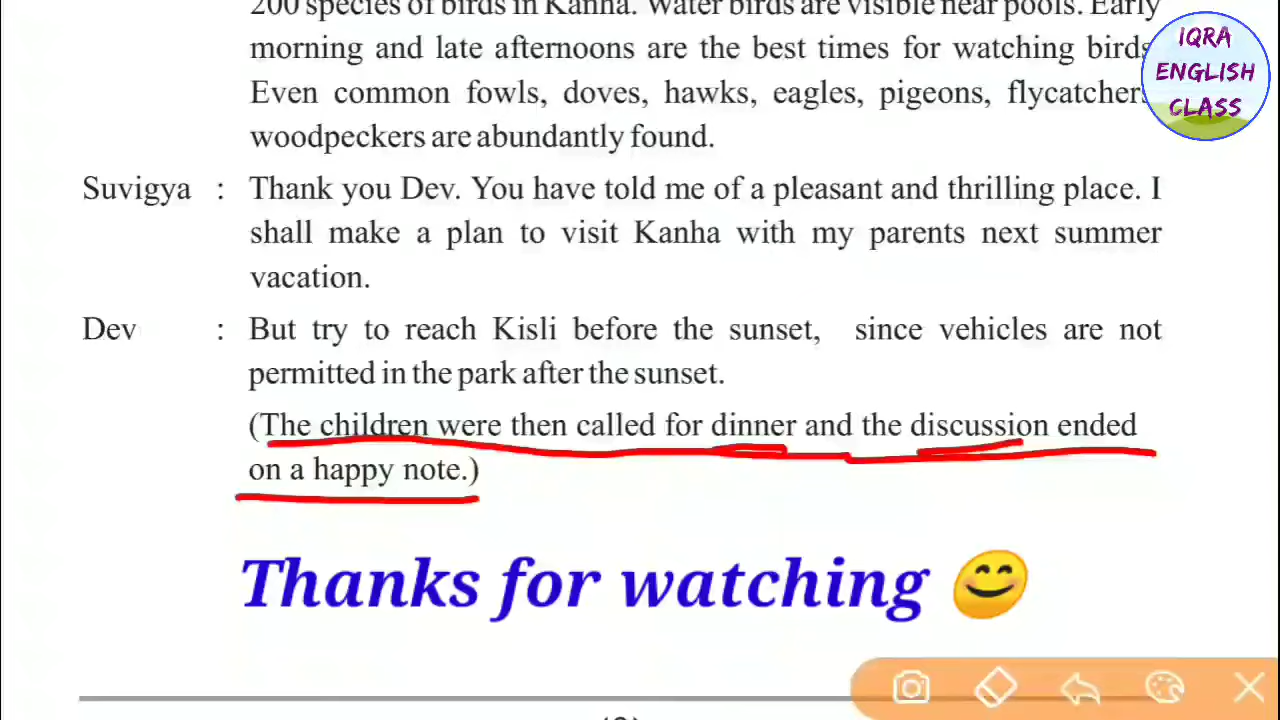 200 species of birds in Kanha. Water birds are visible near pools. Early
morning and late afternoons are the best times for watching birds
Even common fowls, doves, hawks, eagles, pigeons, flycatchers
woodpeckers are abundantly found.
Suvigya : Thank you Dev. You have told me of a pleasant and thrilling place. I
shall make a plan to visit Kanha with my parents next summer
vacation.
Dev : But try to reach Kisli before the sunset, since vehicles are not
permitted in the park after the sunset.
(The children were then called for dinner and the discussion ended
on a happy note.)
Thanks for watching 😊
IQRA
ENGLISH
CLASS